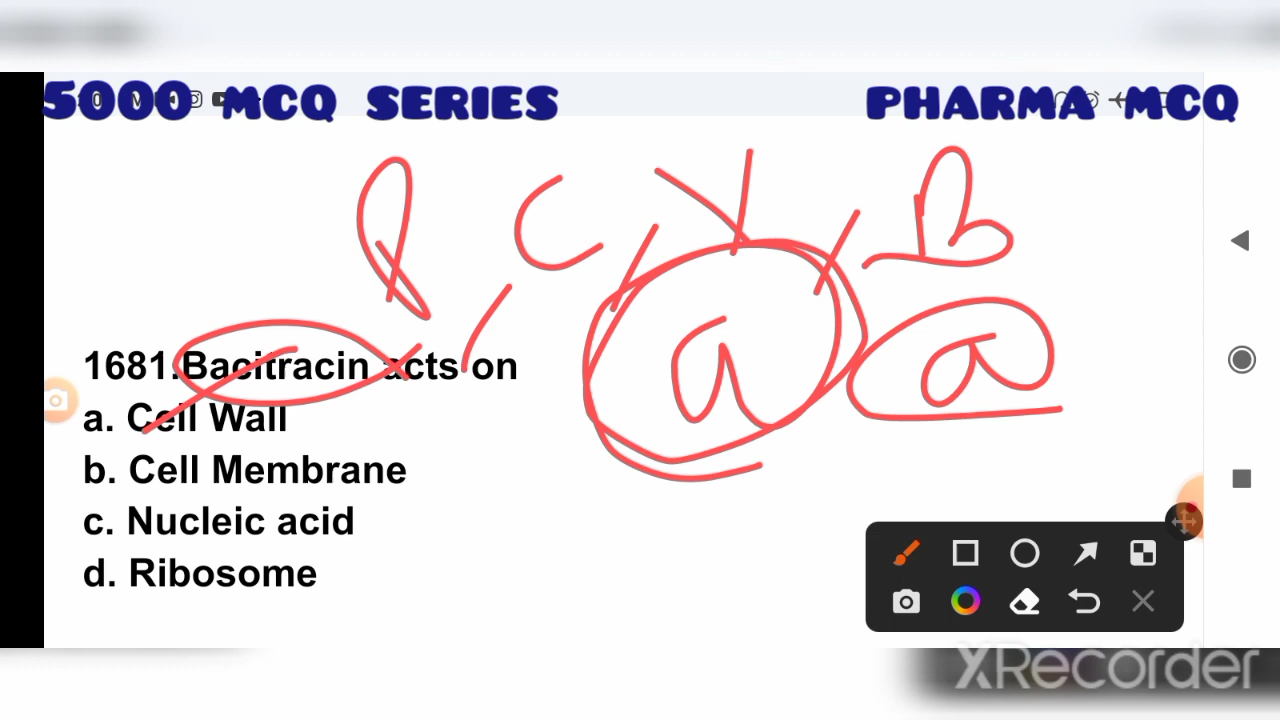 5000 MCQ SERIES PHARMA MCQ
P, C, V, B
a a
1681.Bacitracin acts on
a. Cell Wall
b. Cell Membrane
c. Nucleic acid
d. Ribosome
XRecorder